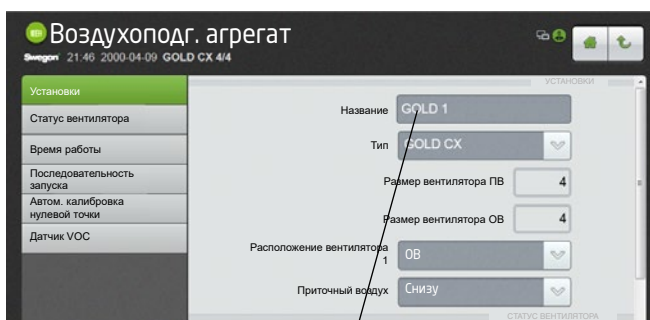 Воздухоподг. агрегат
Swegon 21:46 2000-04-09 GOLD CX 4/4
Установки
Статус вентилятора
Время работы
Последовательность
запуска
Автом. калибровка
нулевой точки
Датчик VOC
УСТАНОВКИ
Название GOLD 1
Тип GOLD CX
Размер вентилятора ПВ 4
Размер вентилятора ОВ 4
Расположение вентилятора
1 ОВ
Приточный воздух Снизу
СТАТУС ВЕНТИЛЯТОРА